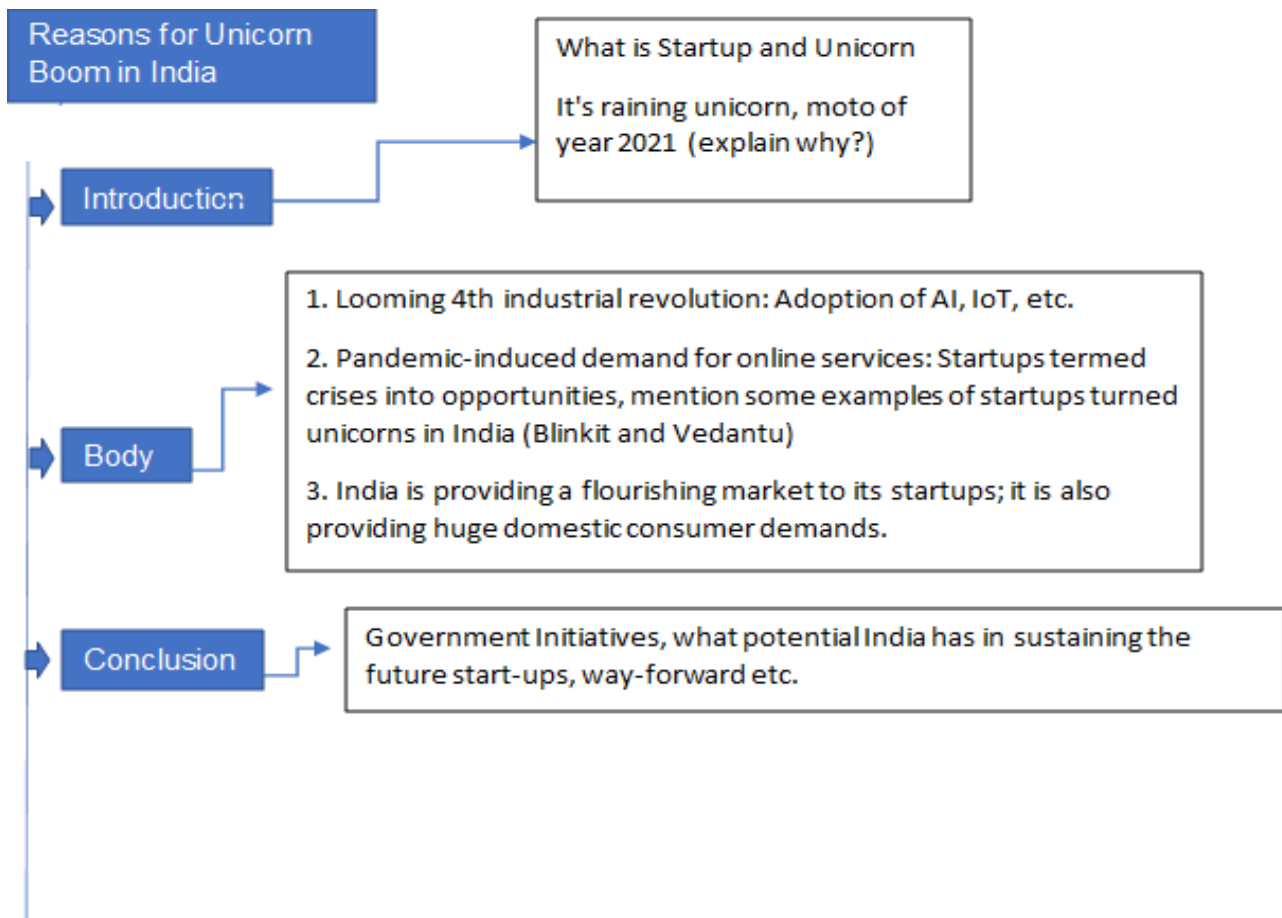 Reasons for Unicorn
Boom in India
What is Startup and Unicorn
It's raining unicorn, moto of
year 2021 (explain why?)
Introduction
1. Looming 4th industrial revolution: Adoption of AI, IoT, etc.
2. Pandemic-induced demand for online services: Startups termed
crises into opportunities, mention some examples of startups turned
unicorns in India (Blinkit and Vedantu)
Body
3. India is providing a flourishing market to its startups; it is also
providing huge domestic consumer demands.
Conclusion
Government Initiatives, what potential India has in sustaining the
future start-ups, way-forward etc.